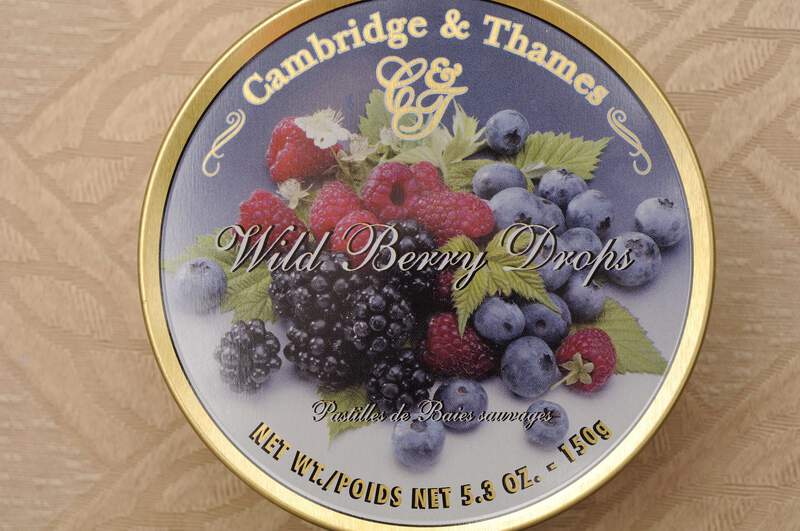 Cambridge & Thames
C&T
Wild Berry Drops
Pastilles de Baies sauvages
NET WT./POIDS NET 5.3 OZ. - 150g